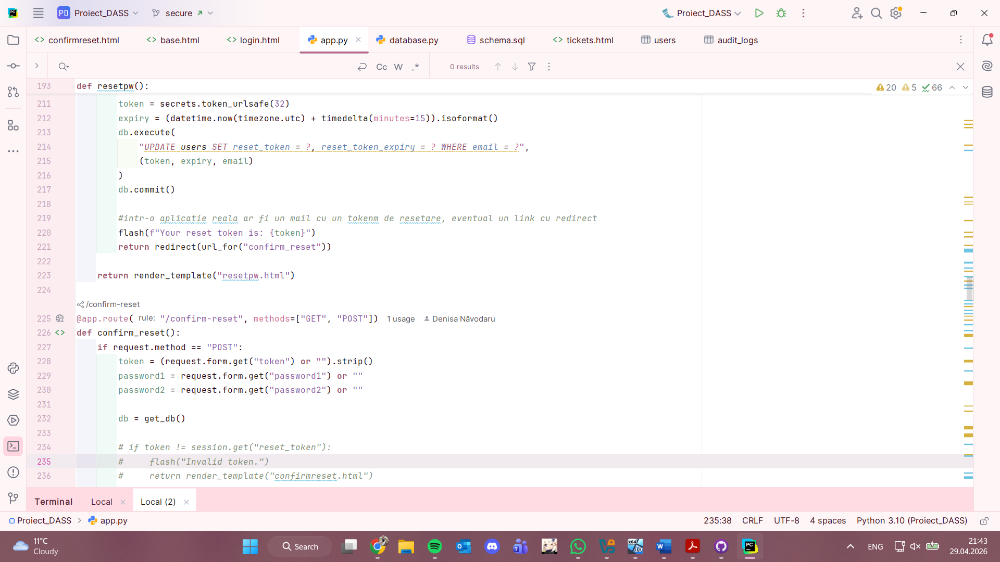 PD Proiect_DASS secure Proiect_DASS
confirmreset.html base.html login.html app.py database.py schema.sql tickets.html users audit_logs
Cc W .* 0 results
193 def resetpw(): 20 5 66
211 token = secrets.token_urlsafe(32)
212 expiry = (datetime.now(timezone.utc) + timedelta(minutes=15)).isoformat()
213 db.execute(
214 "UPDATE users SET reset_token = ?, reset_token_expiry = ? WHERE email = ?",
215 (token, expiry, email)
216 )
217 db.commit()
218
219 #intr-o aplicatie reala ar fi un mail cu un tokenm de resetare, eventual un link cu redirect
220 flash(f"Your reset token is: {token}")
221 return redirect(url_for("confirm_reset"))
222
223 return render_template("resetpw.html")
224
/confirm-reset
225 @app.route( rule: "/confirm-reset", methods=["GET", "POST"]) 1 usage Denisa Năvodaru
226 <> def confirm_reset():
227 if request.method == "POST":
228 token = (request.form.get("token") or "").strip()
229 password1 = request.form.get("password1") or ""
230 password2 = request.form.get("password2") or ""
231
232 db = get_db()
233
234 # if token != session.get("reset_token"):
235 # flash("Invalid token.")
236 # return render_template("confirmreset.html")
Terminal Local Local (2)
Proiect_DASS app.py 235:38 CRLF UTF-8 4 spaces Python 3.10 (Proiect_DASS)
11°C
Cloudy
Search
ENG
21:43
29.04.2026